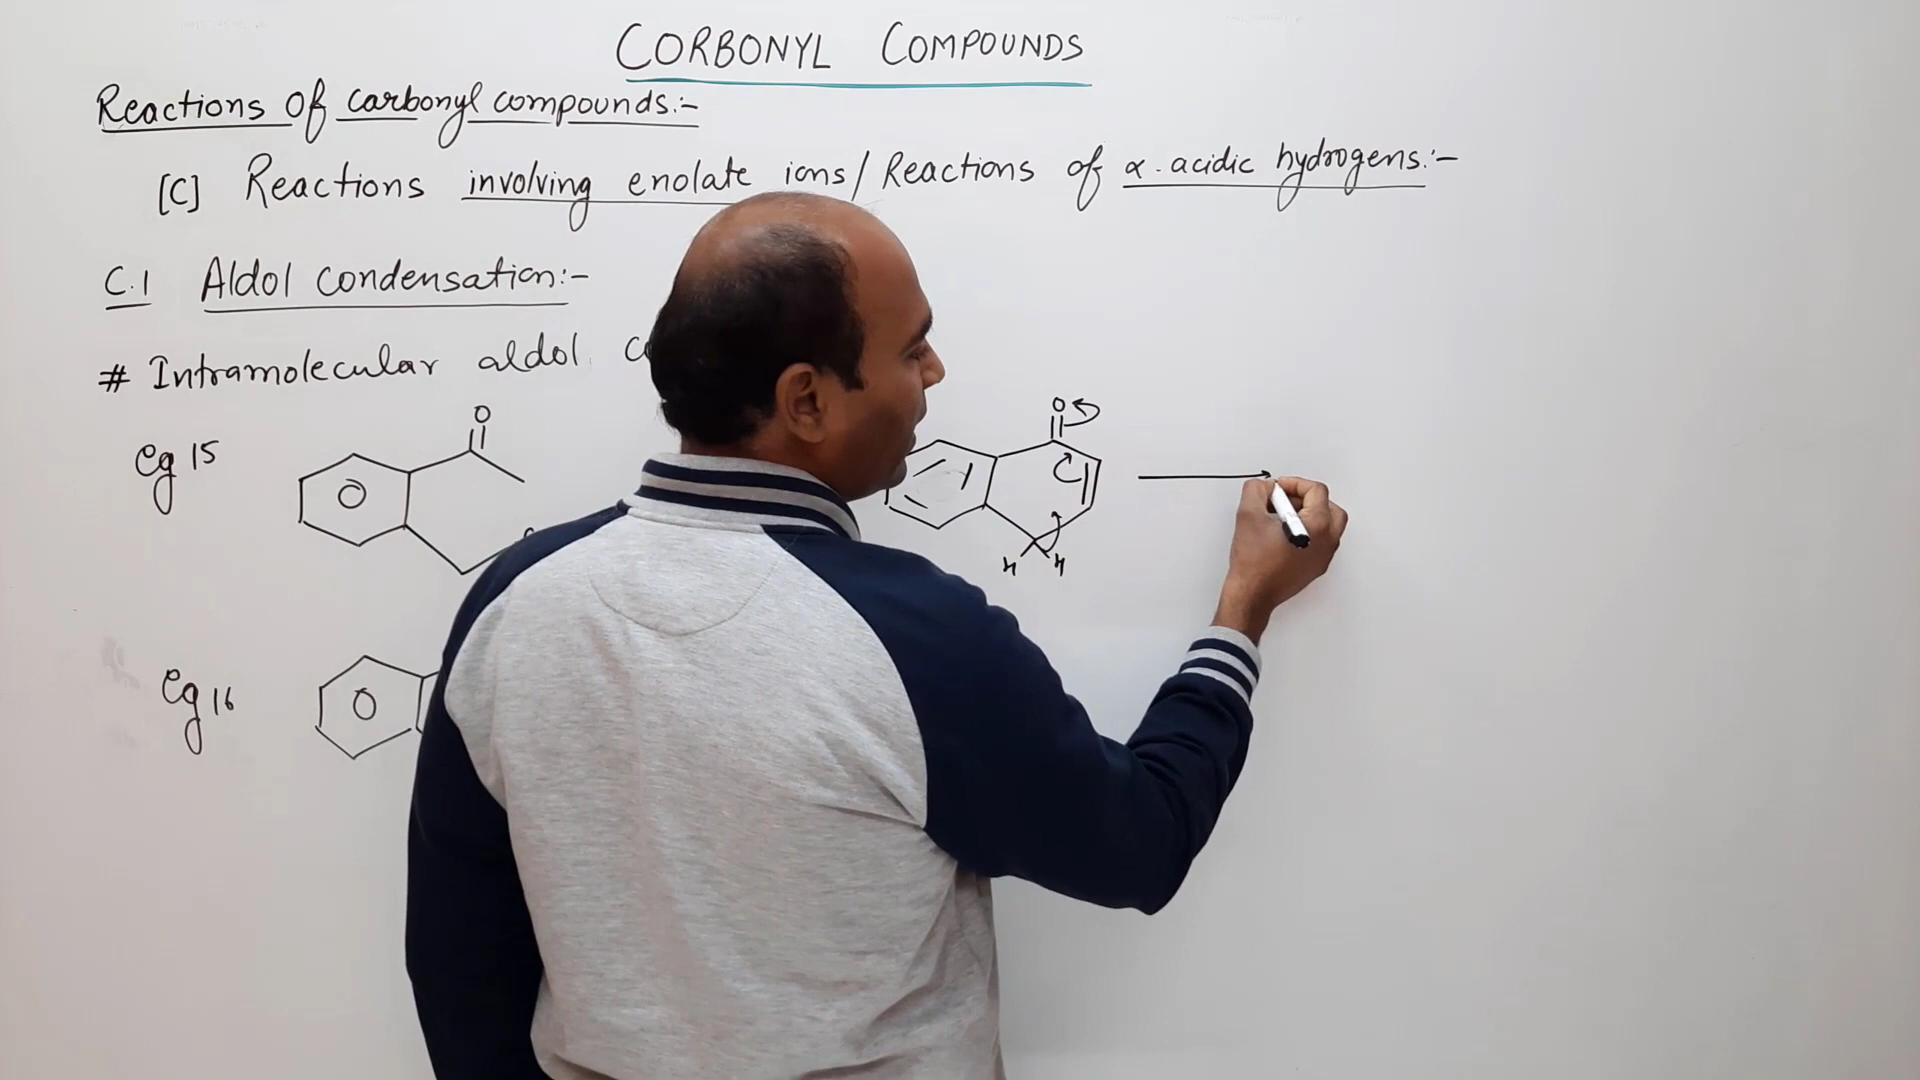 CORBONYL COMPOUNDS
Reactions Of carbonyl compounds:-
[C] Reactions involving enolate ions/Reactions of α-acidic hydrogens:-
C.1 Aldol condensation:-
# Intramolecular aldol
eg 15
O
O
H H
eg 16